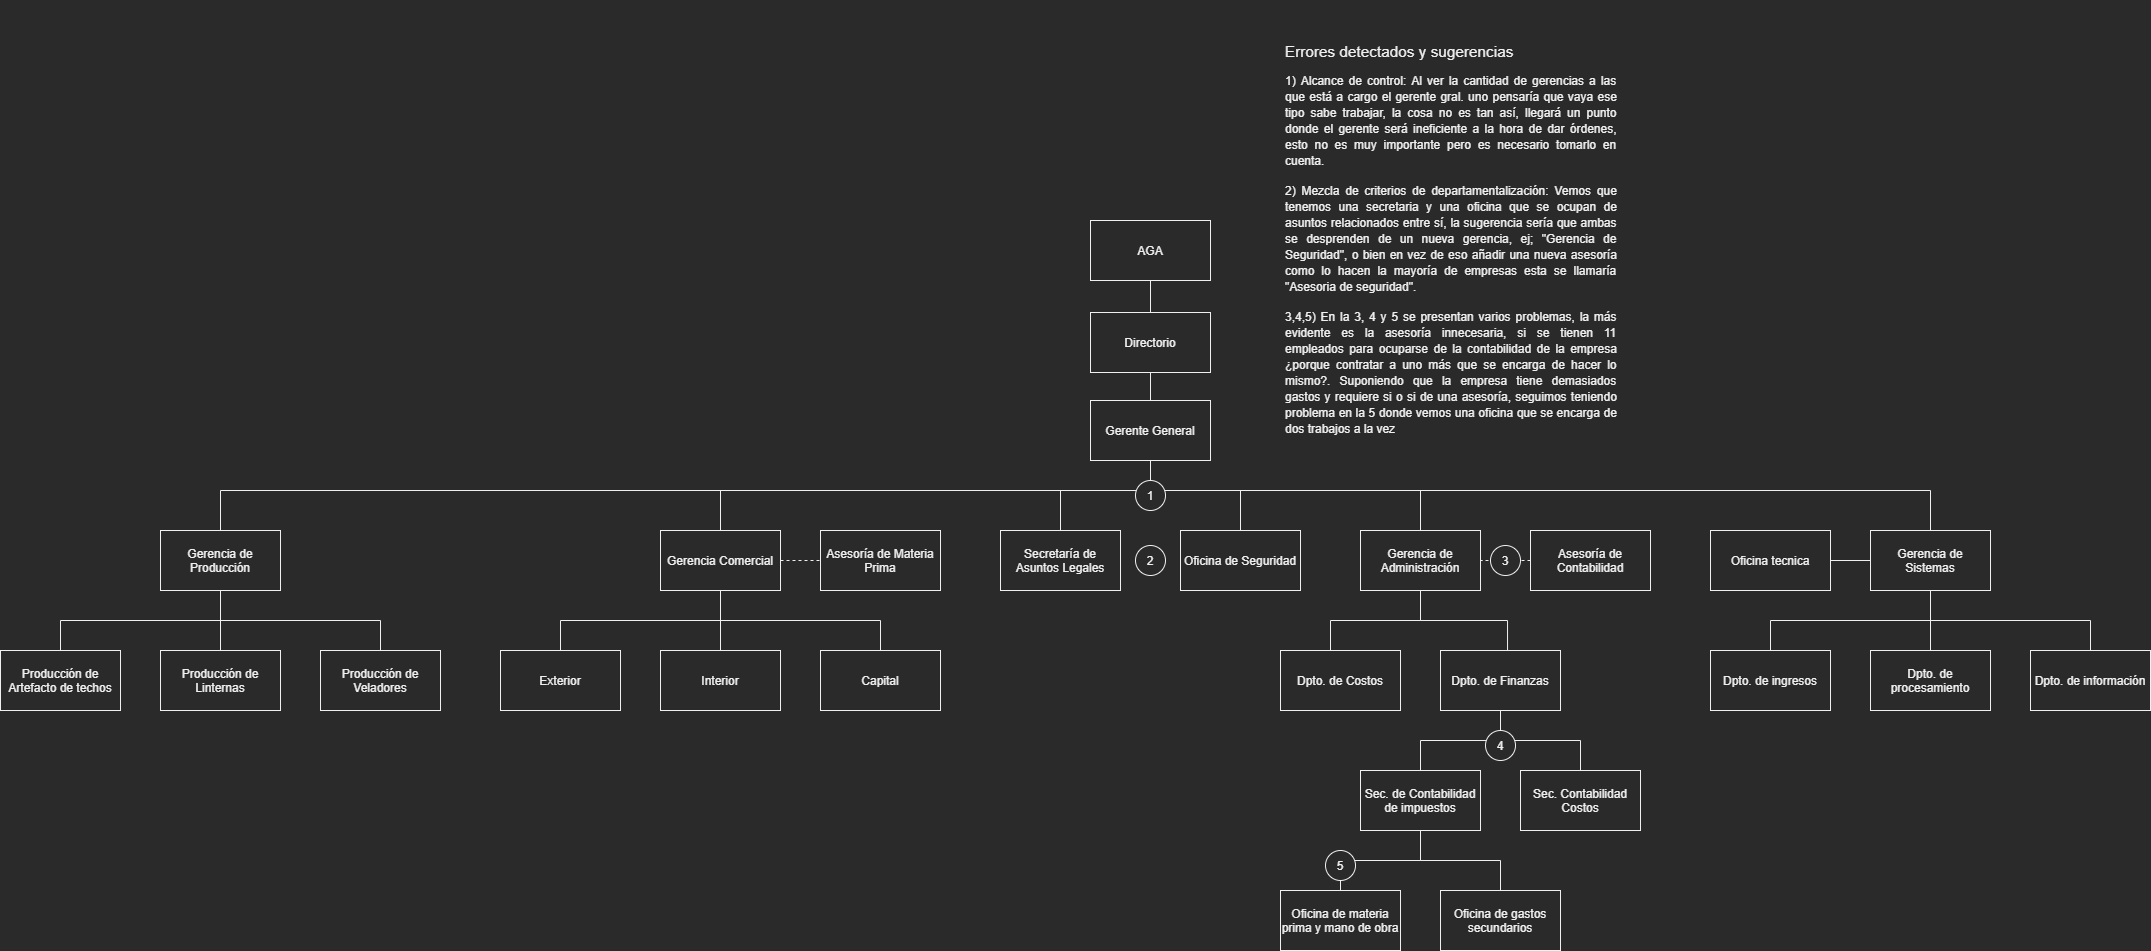 Errores detectados y sugerencias
1) Alcance de control: Al ver la cantidad de gerencias a las
que está a cargo el gerente gral. uno pensaría que vaya ese
tipo sabe trabajar, la cosa no es tan así, llegará un punto
donde el gerente será ineficiente a la hora de dar órdenes,
esto no es muy importante pero es necesario tomarlo en
cuenta.
2) Mezcla de criterios de departamentalización: Vemos que
tenemos una secretaria y una oficina que se ocupan de
asuntos relacionados entre sí, la sugerencia sería que ambas
se desprenden de un nueva gerencia, ej; "Gerencia de
Seguridad", o bien en vez de eso añadir una nueva asesoría
como lo hacen la mayoría de empresas esta se llamaría
"Asesoria de seguridad".
3,4,5) En la 3, 4 y 5 se presentan varios problemas, la más
evidente es la asesoría innecesaria, si se tienen 11
empleados para ocuparse de la contabilidad de la empresa
¿porque contratar a uno más que se encarga de hacer lo
mismo?. Suponiendo que la empresa tiene demasiados
gastos y requiere si o si de una asesoría, seguimos teniendo
problema en la 5 donde vemos una oficina que se encarga de
dos trabajos a la vez
AGA
Directorio
Gerente General
1
Gerencia de
Producción
Gerencia Comercial
Asesoría de Materia
Prima
Secretaría de
Asuntos Legales
2
Oficina de Seguridad
Gerencia de
Administración
3
Asesoría de
Contabilidad
Oficina tecnica
Gerencia de
Sistemas
Producción de
Artefacto de techos
Producción de
Linternas
Producción de
Veladores
Exterior
Interior
Capital
Dpto. de Costos
Dpto. de Finanzas
Dpto. de ingresos
Dpto. de
procesamiento
Dpto. de información
4
Sec. de Contabilidad
de impuestos
Sec. Contabilidad
Costos
5
Oficina de materia
prima y mano de obra
Oficina de gastos
secundarios